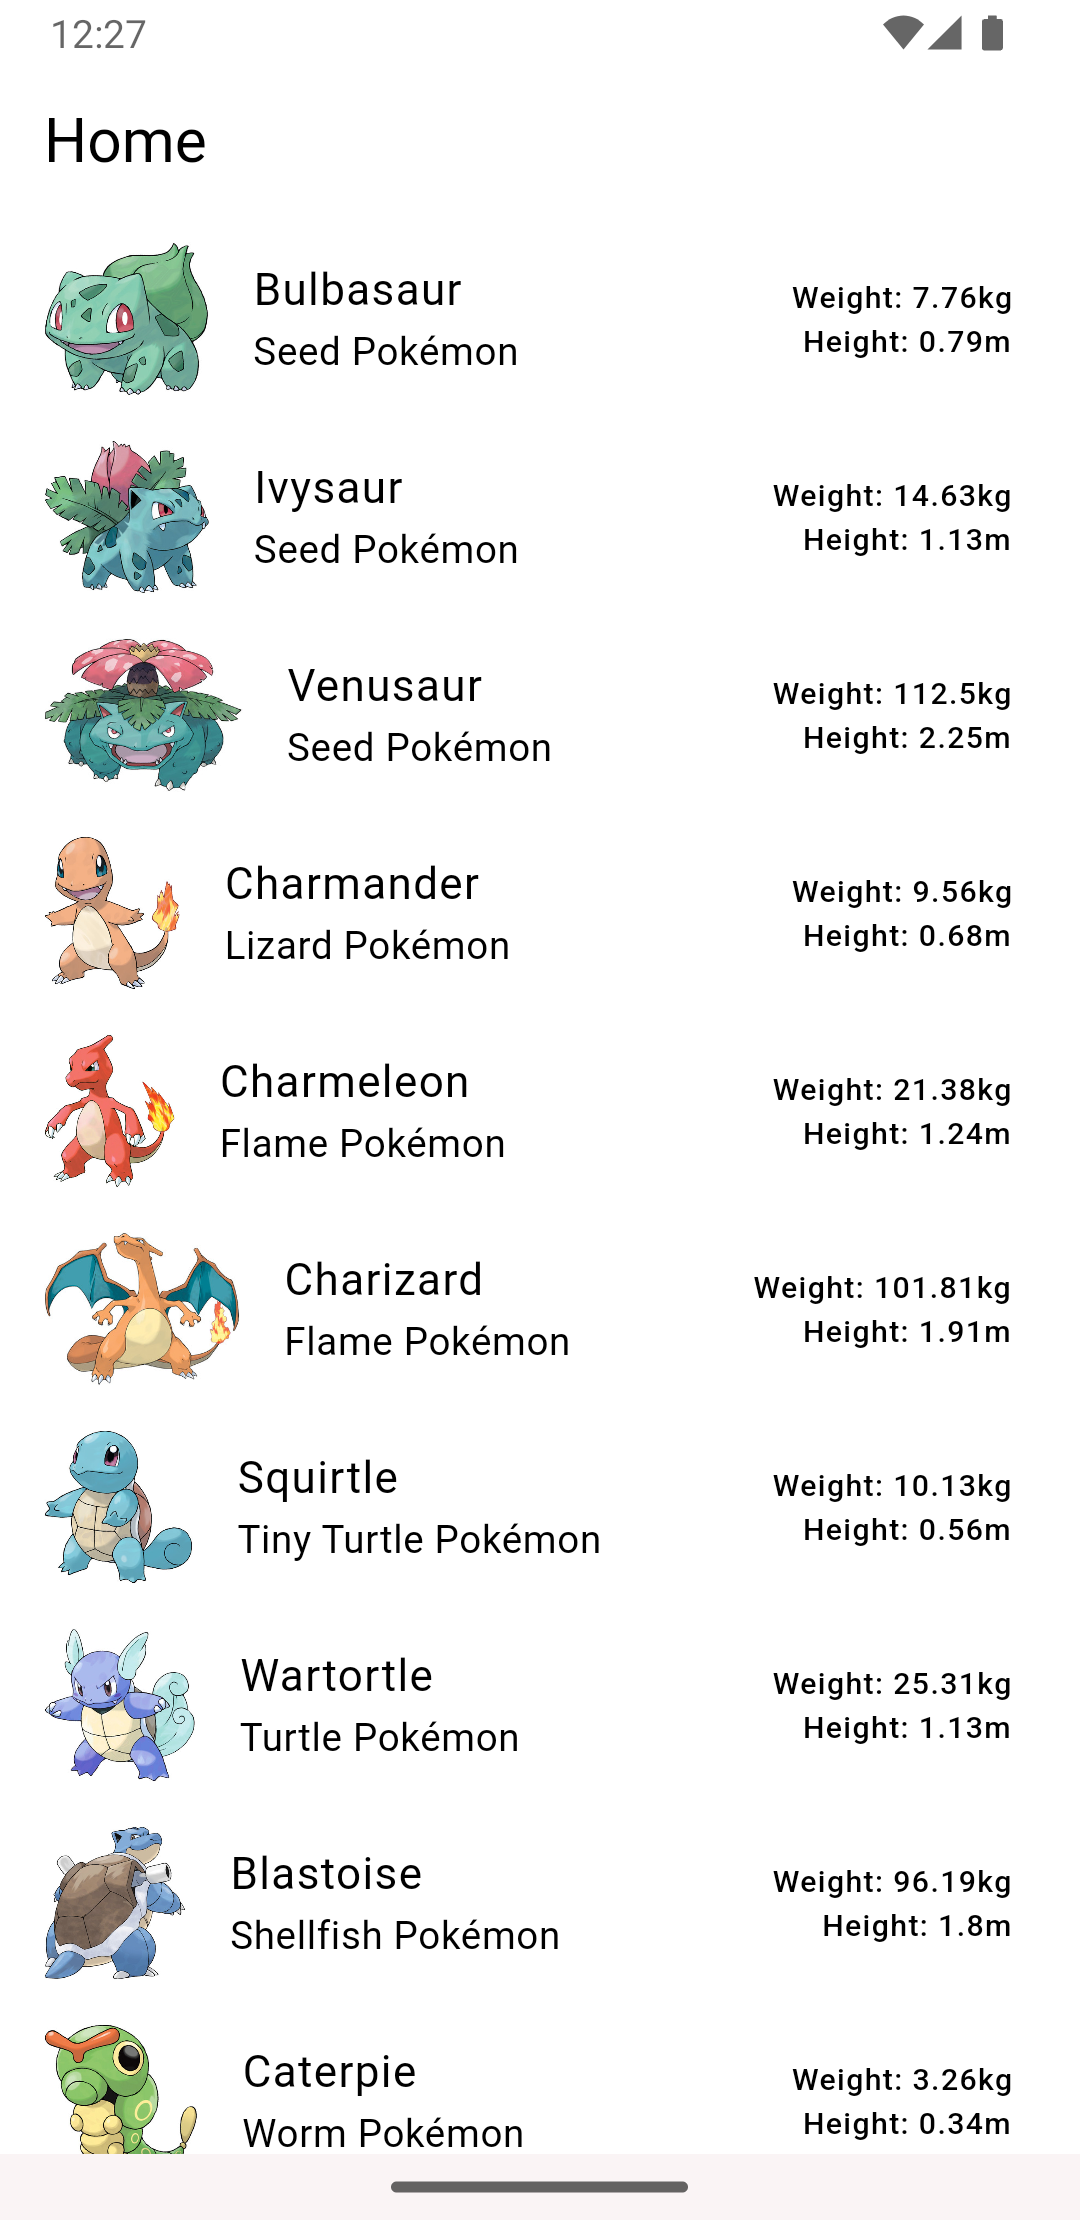 12:27
Home
Bulbasaur
Seed Pokémon
Weight: 7.76kg
Height: 0.79m
Ivysaur
Seed Pokémon
Weight: 14.63kg
Height: 1.13m
Venusaur
Seed Pokémon
Weight: 112.5kg
Height: 2.25m
Charmander
Lizard Pokémon
Weight: 9.56kg
Height: 0.68m
Charmeleon
Flame Pokémon
Weight: 21.38kg
Height: 1.24m
Charizard
Flame Pokémon
Weight: 101.81kg
Height: 1.91m
Squirtle
Tiny Turtle Pokémon
Weight: 10.13kg
Height: 0.56m
Wartortle
Turtle Pokémon
Weight: 25.31kg
Height: 1.13m
Blastoise
Shellfish Pokémon
Weight: 96.19kg
Height: 1.8m
Caterpie
Worm Pokémon
Weight: 3.26kg
Height: 0.34m